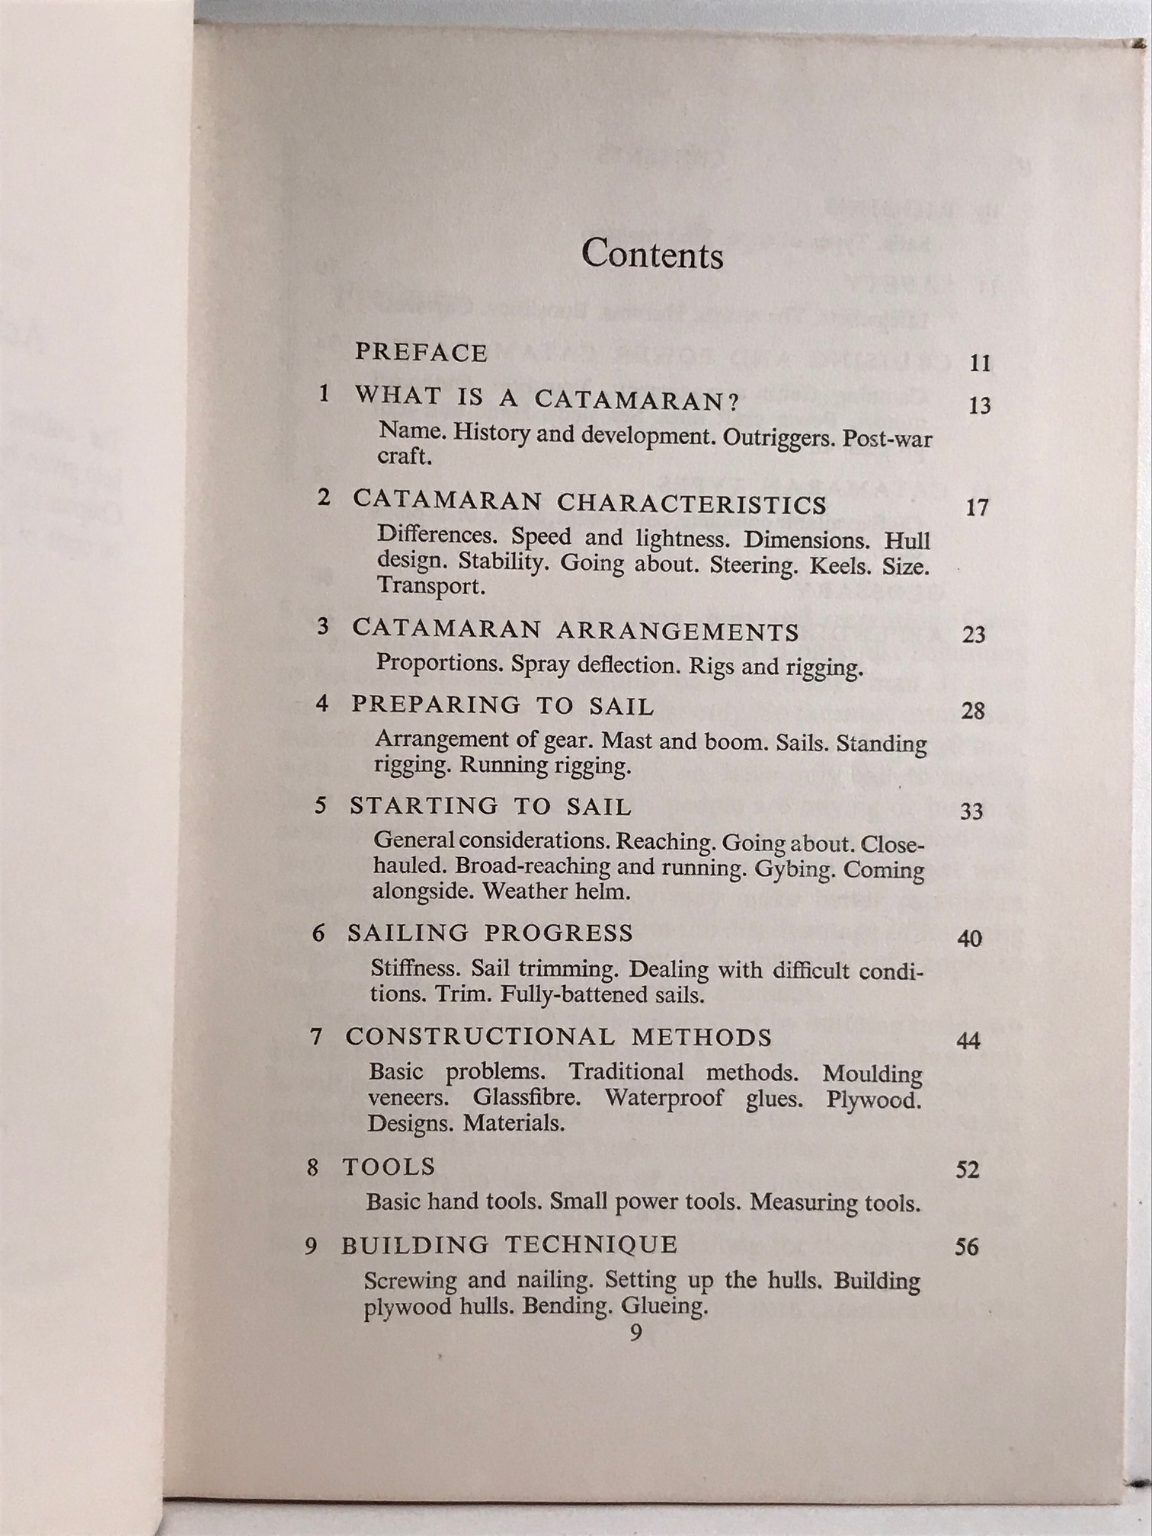 Contents
PREFACE 11
1 WHAT IS A CATAMARAN? 13
Name. History and development. Outriggers. Post-war
craft.
2 CATAMARAN CHARACTERISTICS 17
Differences. Speed and lightness. Dimensions. Hull
design. Stability. Going about. Steering. Keels. Size.
Transport.
3 CATAMARAN ARRANGEMENTS 23
Proportions. Spray deflection. Rigs and rigging.
4 PREPARING TO SAIL 28
Arrangement of gear. Mast and boom. Sails. Standing
rigging. Running rigging.
5 STARTING TO SAIL 33
General considerations. Reaching. Going about. Close-
hauled. Broad-reaching and running. Gybing. Coming
alongside. Weather helm.
6 SAILING PROGRESS 40
Stiffness. Sail trimming. Dealing with difficult condi-
tions. Trim. Fully-battened sails.
7 CONSTRUCTIONAL METHODS 44
Basic problems. Traditional methods. Moulding
veneers. Glassfibre. Waterproof glues. Plywood.
Designs. Materials.
8 TOOLS 52
Basic hand tools. Small power tools. Measuring tools.
9 BUILDING TECHNIQUE 56
Screwing and nailing. Setting up the hulls. Building
plywood hulls. Bending. Glueing.
9